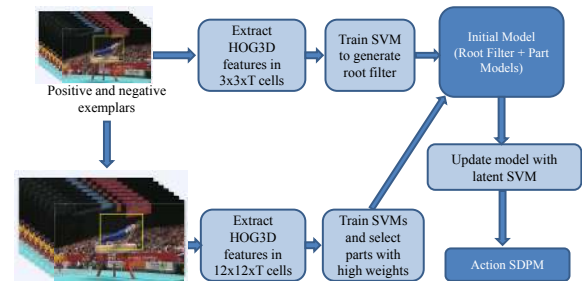 Positive and negative
exemplars
Extract
HOG3D
features in
3x3xT cells
Train SVM
to generate
root filter
Initial Model
(Root Filter + Part
Models)
Update model with
latent SVM
Extract
HOG3D
features in
12x12xT cells
Train SVMs
and select
parts with
high weights
Action SDPM